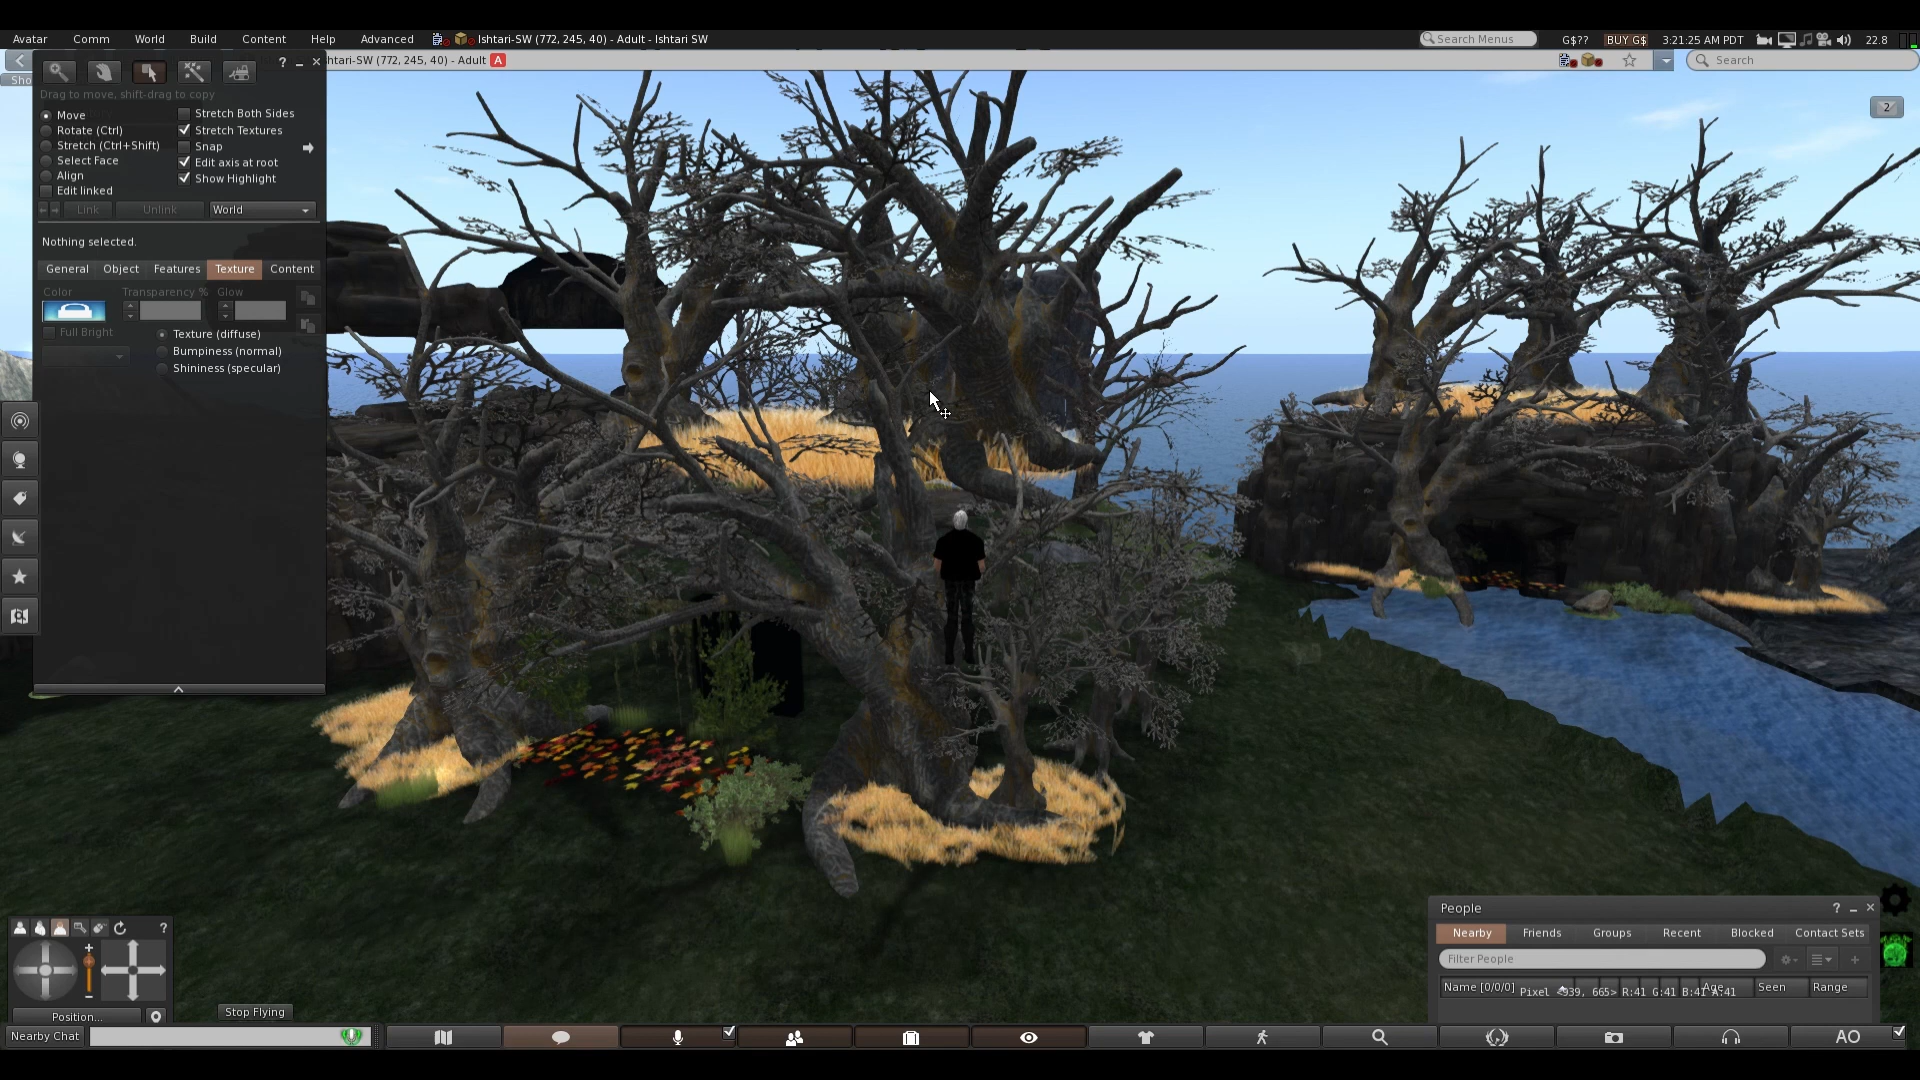 Avatar Comm World Build Content Help Advanced Ishtari-SW (772, 245, 40) - Adult - Ishtari SW Search Menus G$?? BUY G$ 3:21:25 AM PDT 22.8
htari-SW (772, 245, 40) - Adult A Search
Sho
? _ ×
Drag to move, shift-drag to copy
Move Stretch Both Sides
Rotate (Ctrl) Stretch Textures
Stretch (Ctrl+Shift) Snap
Select Face Edit axis at root
Align Show Highlight
Edit linked
Link Unlink World
2
Nothing selected.
General Object Features Texture Content
Color Transparency % Glow
Full Bright Texture (diffuse)
Bumpiness (normal)
Shininess (specular)
People ? _ ×
Nearby Friends Groups Recent Blocked Contact Sets
Filter People
Name [0/0/0] Age Seen Range
Pixel <939, 665> R:41 G:41 B:41 A:41
?
Position...
Stop Flying
Nearby Chat AO